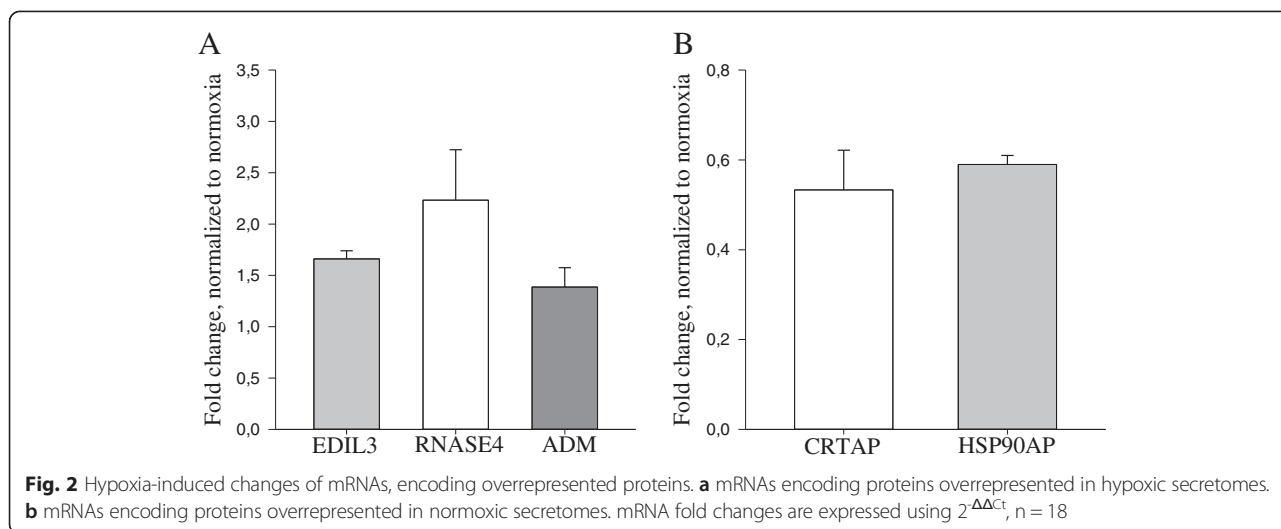 A
Fold change, normalized to normoxia
3,5
3,0
2,5
2,0
1,5
1,0
0,5
0,0
EDIL3 RNASE4 ADM
B
Fold change, normalized to normoxia
0,8
0,6
0,4
0,2
0,0
CRTAP HSP90AP
Fig. 2 Hypoxia-induced changes of mRNAs, encoding overrepresented proteins. a mRNAs encoding proteins overrepresented in hypoxic secretomes.
b mRNAs encoding proteins overrepresented in normoxic secretomes. mRNA fold changes are expressed using 2^-ΔΔCt, n = 18